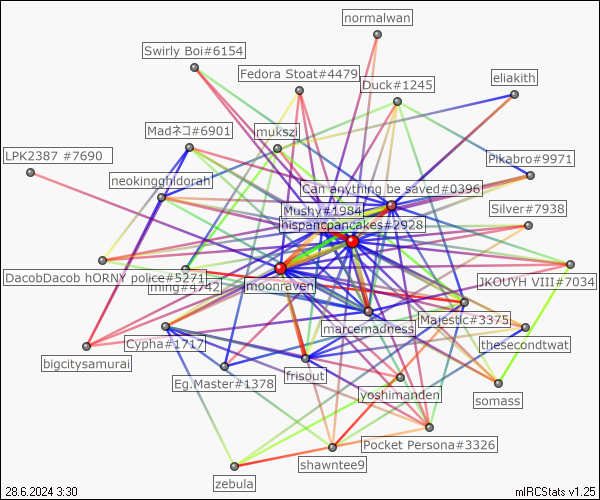 normalwan
Swirly Boi#6154
Fedora Stoat#4479
Duck#1245
eliakith
Madネコ#6901
mukszi
LPK2387 #7690
Pikabro#9971
neokingghidorah
Can anything be saved#0396
Mushy#1984
Silver#7938
hispancpancakes#2928
DacobDacob hORNY police#5271
JKOUYH VIII#7034
ming#4742
moonraven
Majestic#3375
marcemadness
Cypha#1717
thesecondtwat
bigcitysamurai
frisout
Eg.Master#1378
yoshimanden
somass
Pocket Persona#3326
shawntee9
zebula
28.6.2024 3:30
mIRCStats v1.25